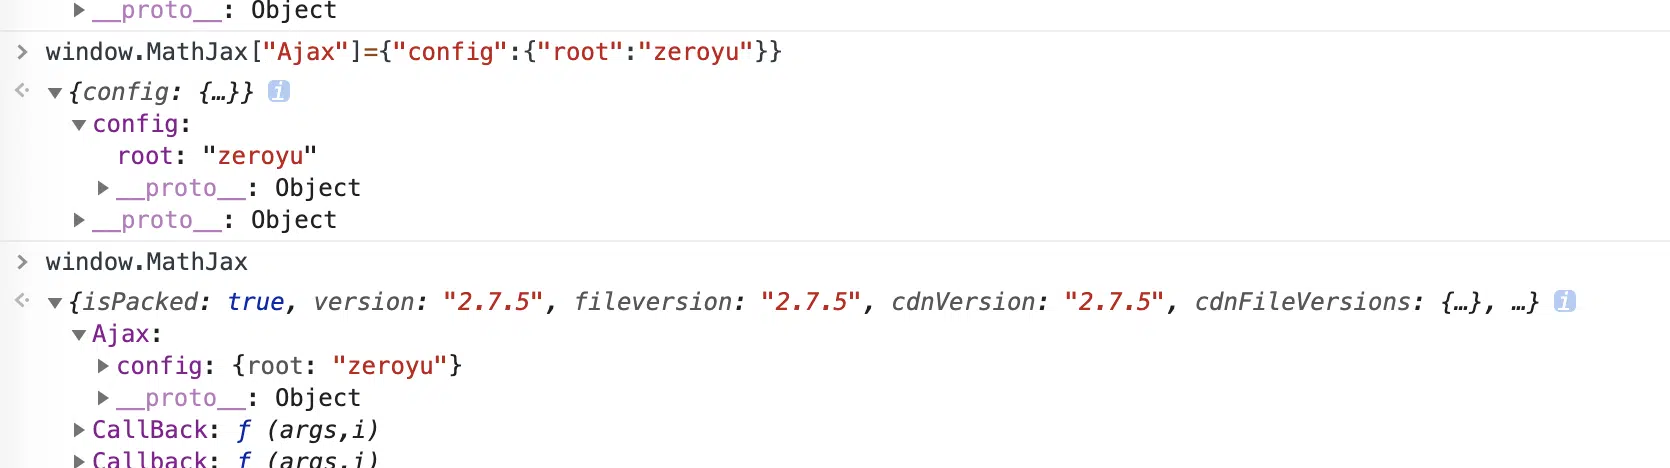 __proto__: Object
window.MathJax["Ajax"]={"config":{"root":"zeroyu"}}
{config: {…}} i
config:
root: "zeroyu"
__proto__: Object
__proto__: Object
window.MathJax
{isPacked: true, version: "2.7.5", fileversion: "2.7.5", cdnVersion: "2.7.5", cdnFileVersions: {…}, …} i
Ajax:
config: {root: "zeroyu"}
__proto__: Object
CallBack: ƒ (args,i)
Callback: ƒ (args,i)